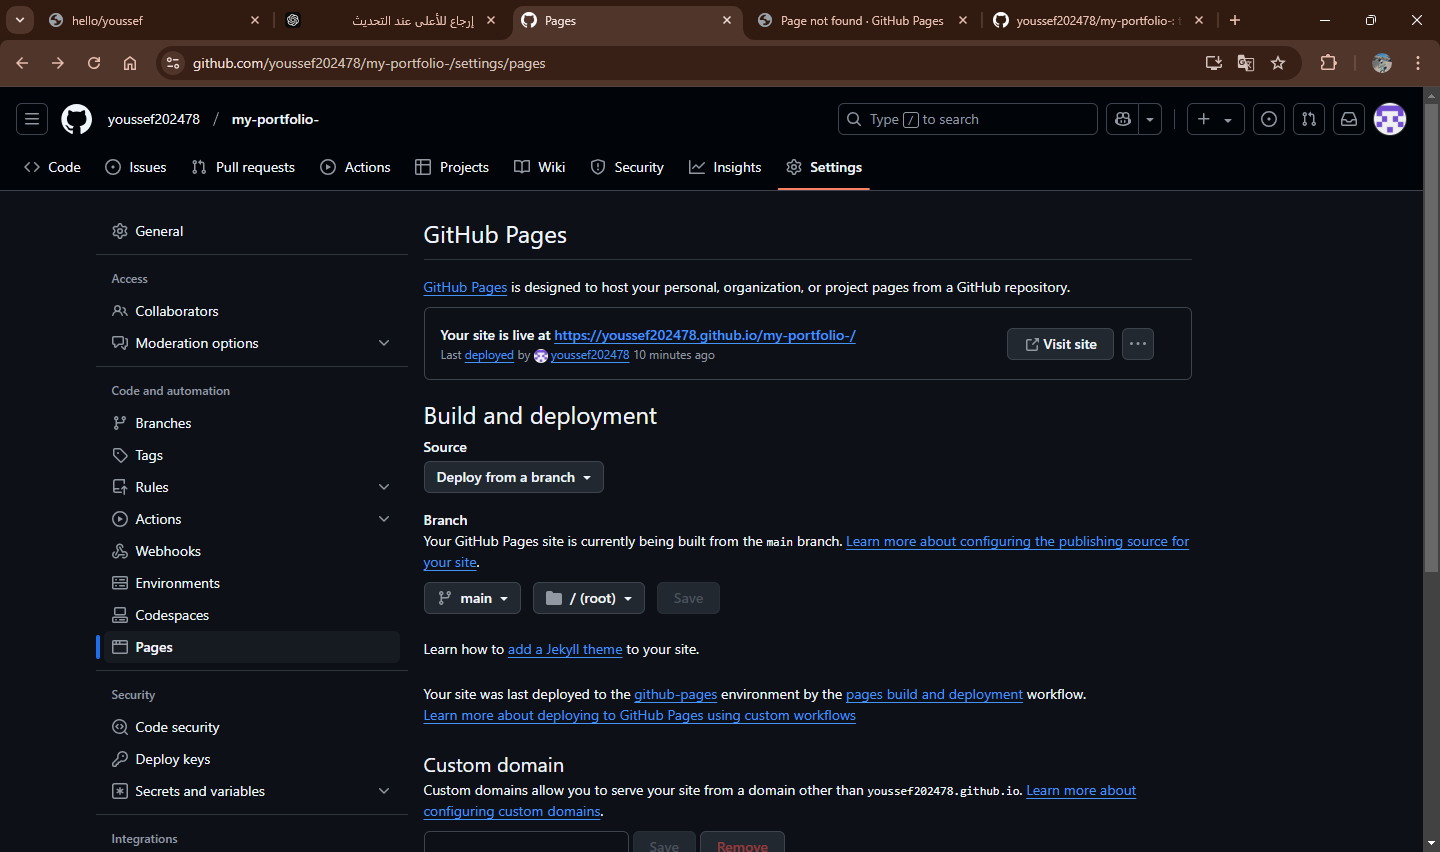 hello/youssef
إرجاع للأعلى عند التحديث
Pages
Page not found · GitHub Pages
youssef202478/my-portfolio-:
github.com/youssef202478/my-portfolio-/settings/pages
youssef202478 / my-portfolio-
Type / to search
Code
Issues
Pull requests
Actions
Projects
Wiki
Security
Insights
Settings
General
Access
Collaborators
Moderation options
Code and automation
Branches
Tags
Rules
Actions
Webhooks
Environments
Codespaces
Pages
Security
Code security
Deploy keys
Secrets and variables
Integrations
GitHub Pages
GitHub Pages is designed to host your personal, organization, or project pages from a GitHub repository.
Your site is live at https://youssef202478.github.io/my-portfolio-/
Last deployed by youssef202478 10 minutes ago
Visit site
Build and deployment
Source
Deploy from a branch
Branch
Your GitHub Pages site is currently being built from the main branch. Learn more about configuring the publishing source for
your site.
main
/ (root)
Save
Learn how to add a Jekyll theme to your site.
Your site was last deployed to the github-pages environment by the pages build and deployment workflow.
Learn more about deploying to GitHub Pages using custom workflows
Custom domain
Custom domains allow you to serve your site from a domain other than youssef202478.github.io. Learn more about
configuring custom domains.
Save
Remove